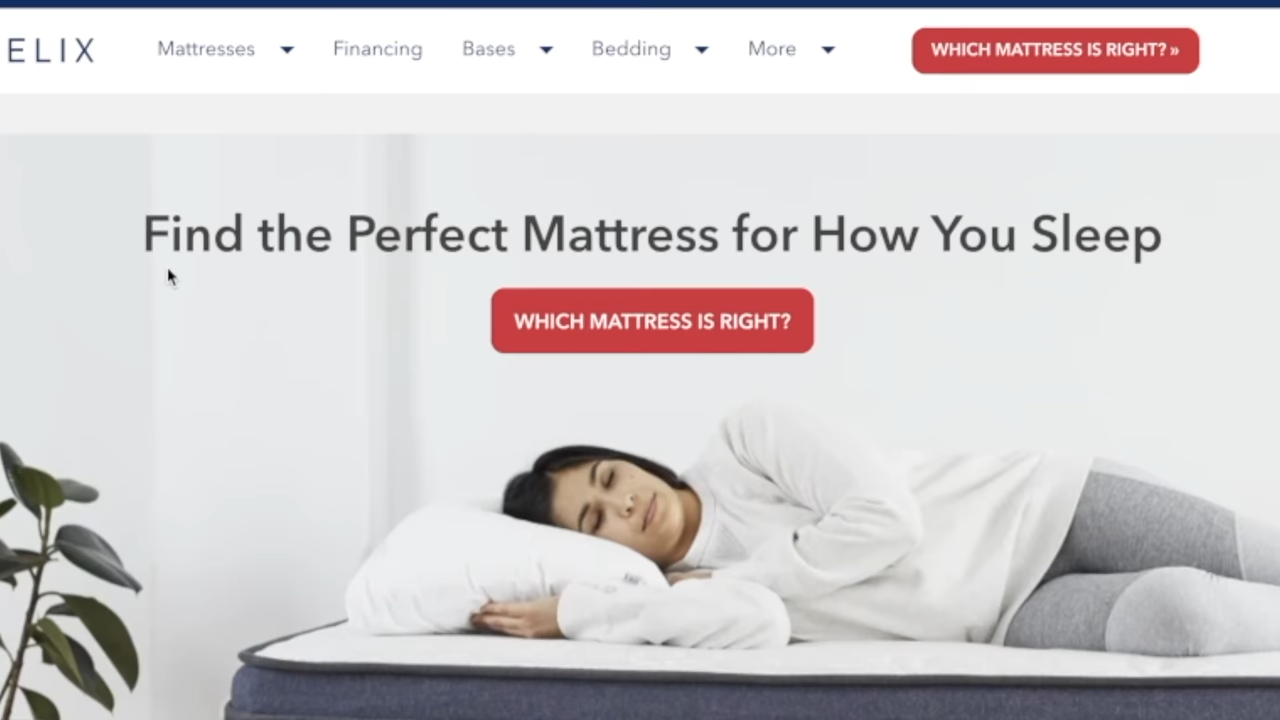 ELIX
Mattresses Financing Bases Bedding More
WHICH MATTRESS IS RIGHT? »
Find the Perfect Mattress for How You Sleep
WHICH MATTRESS IS RIGHT?